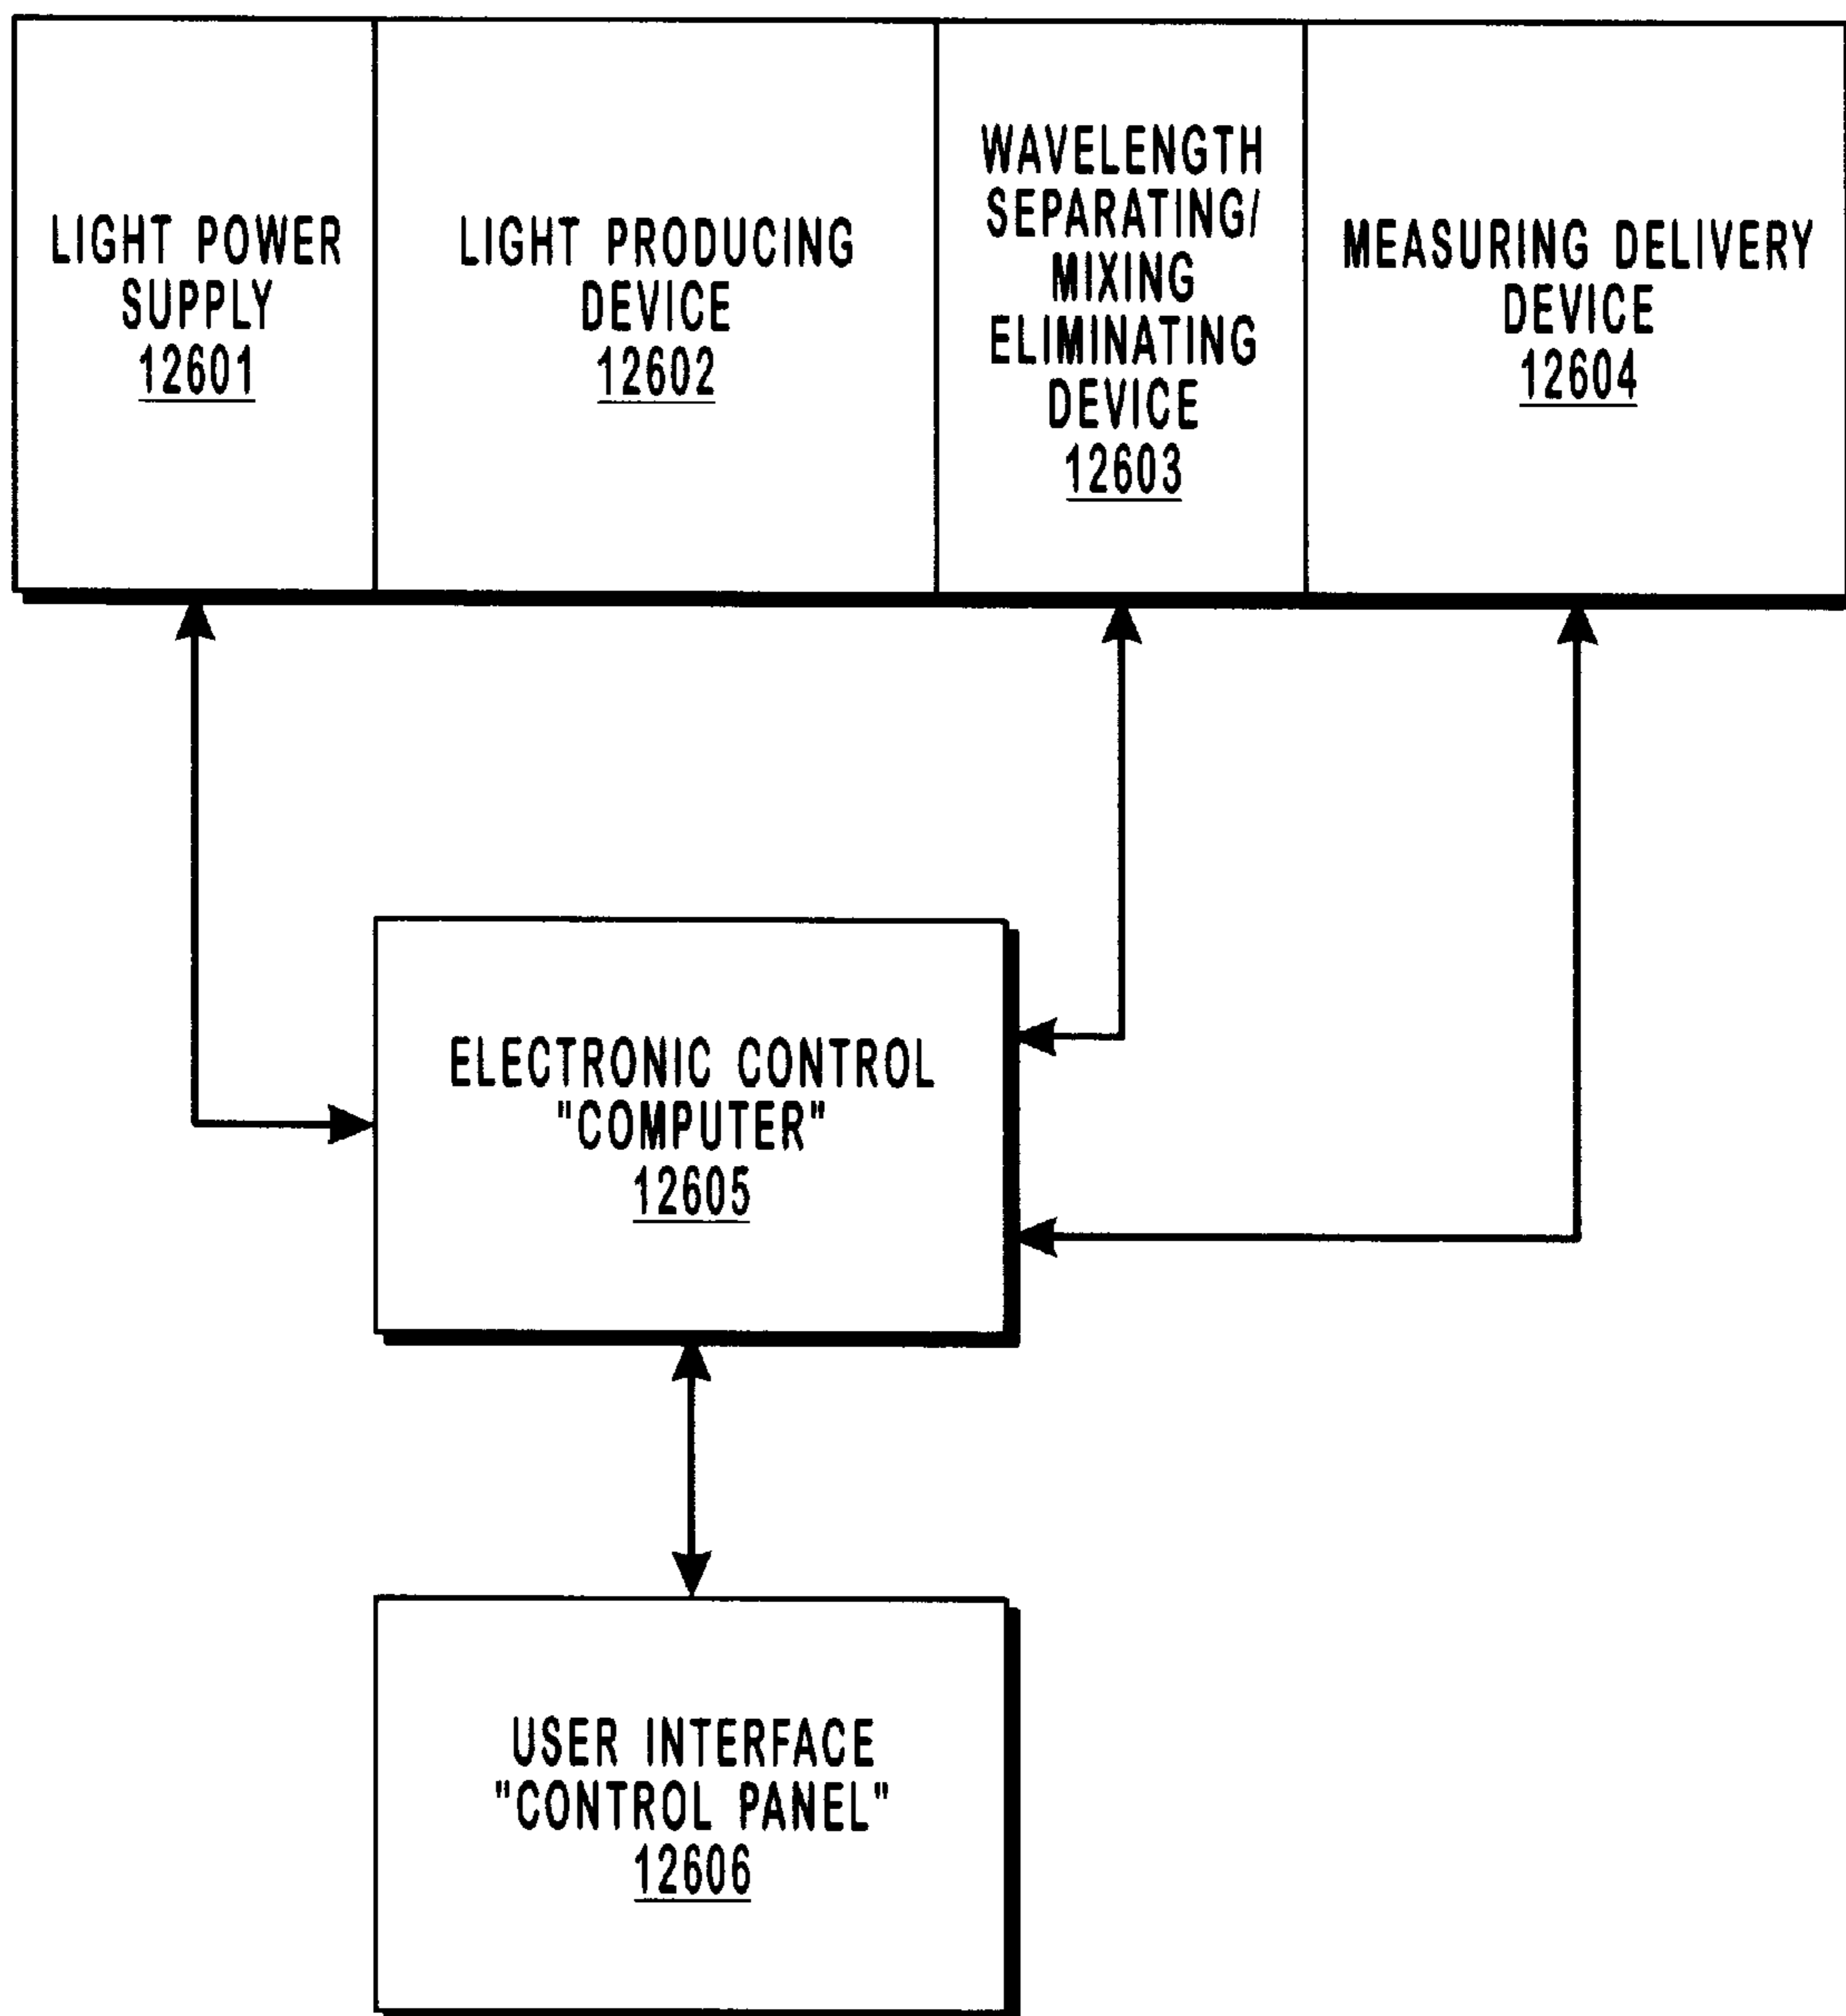 LIGHT POWER
SUPPLY
12601
LIGHT PRODUCING
DEVICE
12602
WAVELENGTH
SEPARATING/
MIXING
ELIMINATING
DEVICE
12603
MEASURING DELIVERY
DEVICE
12604
ELECTRONIC CONTROL
"COMPUTER"
12605
USER INTERFACE
"CONTROL PANEL"
12606